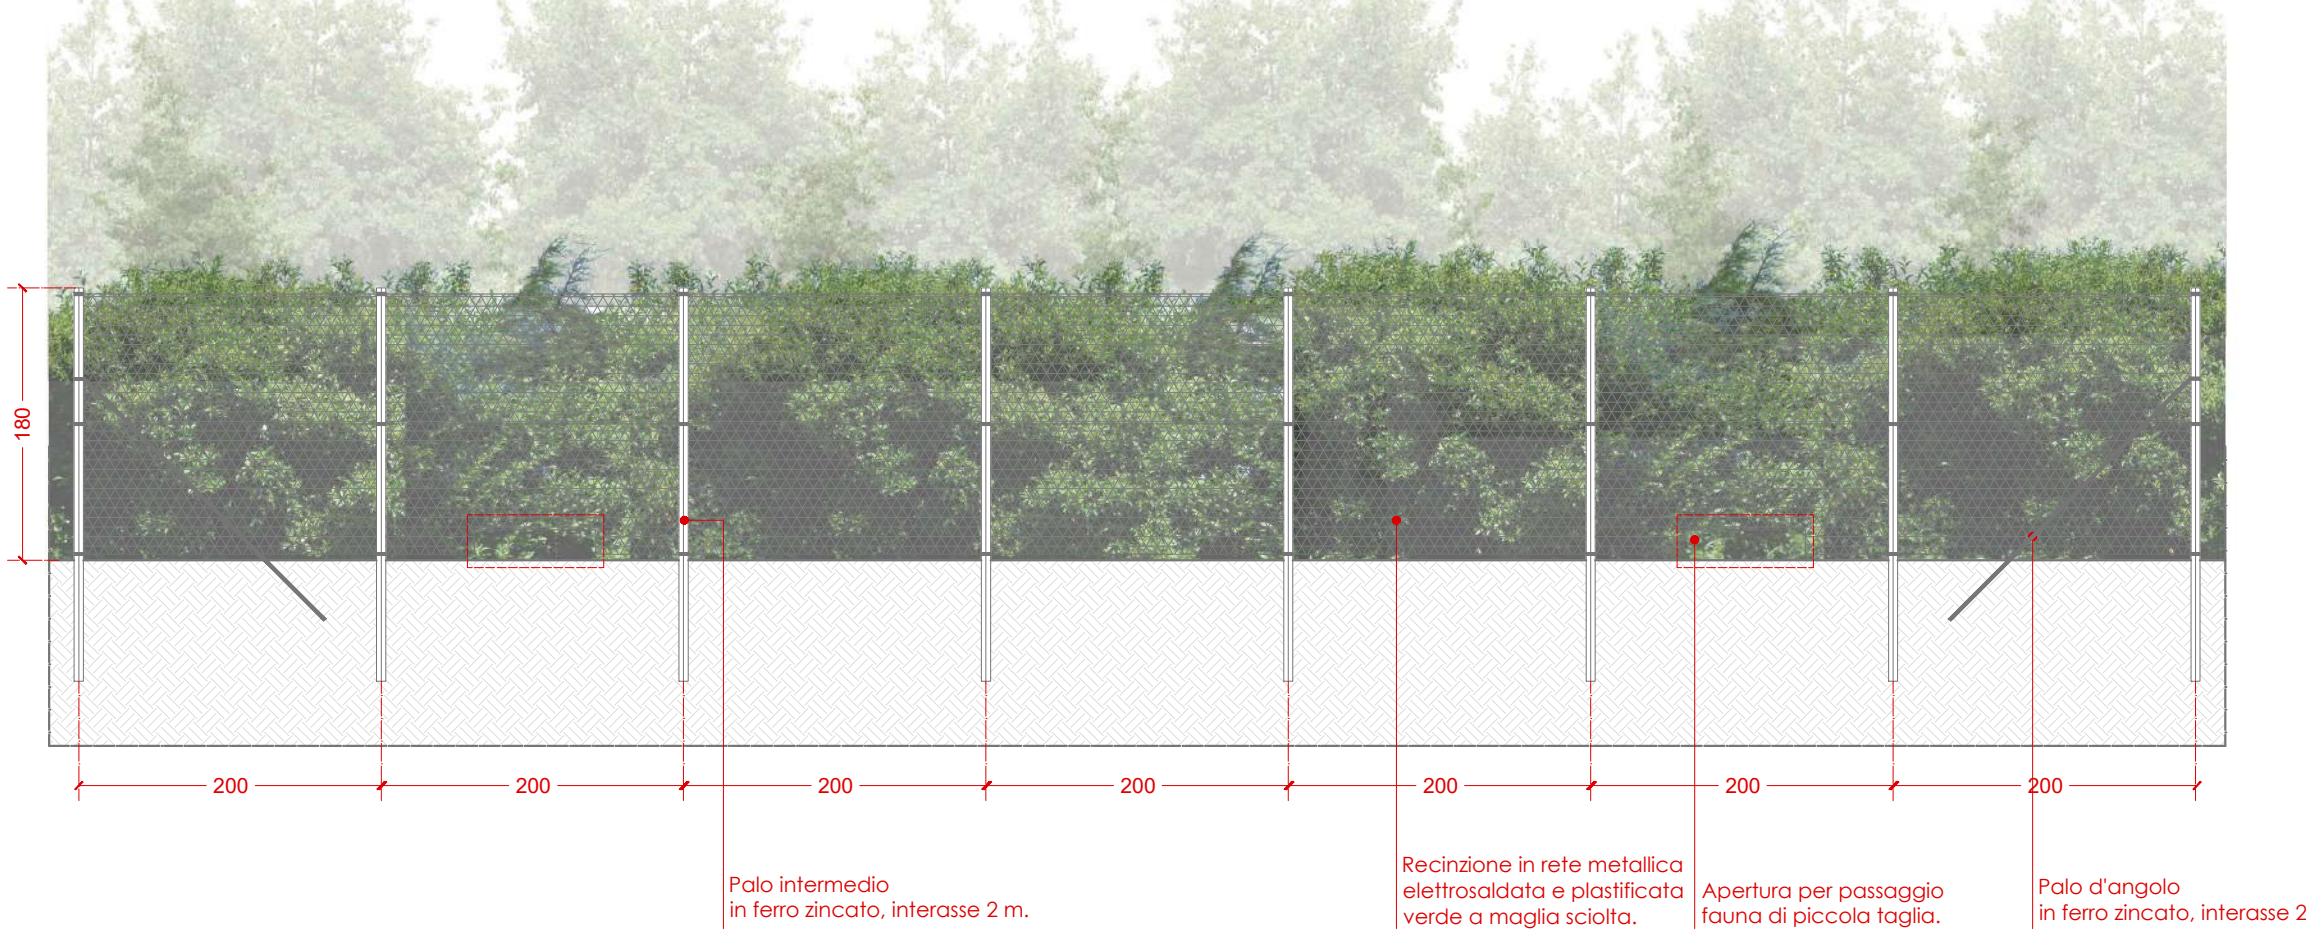 180
200
200
200
200
200
200
200
Palo intermedio
in ferro zincato, interasse 2 m.
Recinzione in rete metallica
elettrosaldata e plastificata
verde a maglia sciolta.
Apertura per passaggio
fauna di piccola taglia.
Palo d'angolo
in ferro zincato, interasse 2